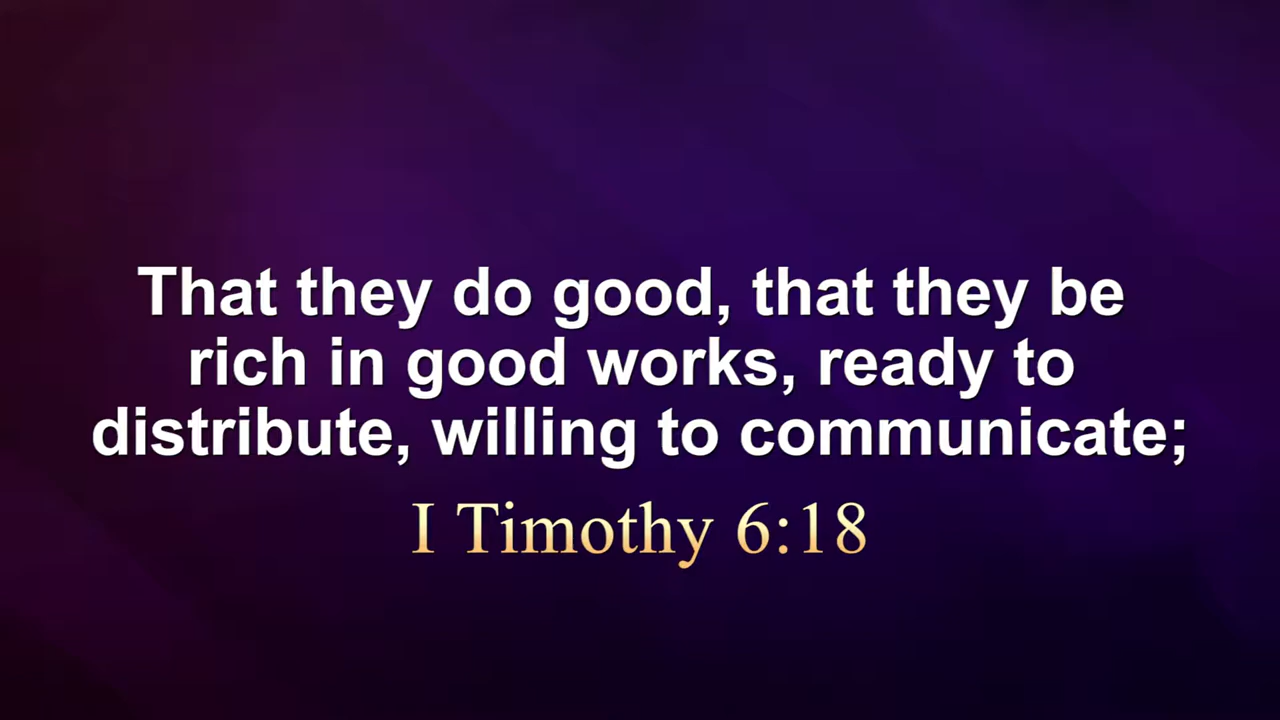 That they do good, that they be
rich in good works, ready to
distribute, willing to communicate;
I Timothy 6:18